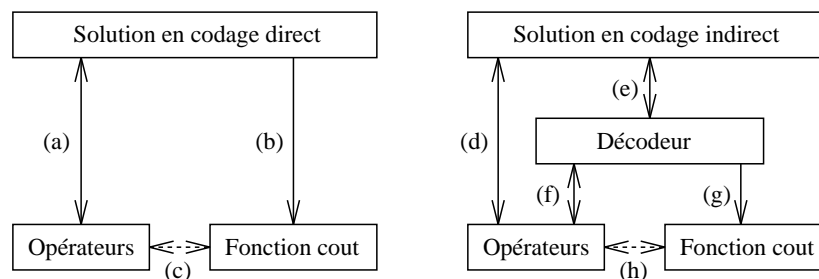 Solution en codage direct
(a)
(b)
Opérateurs
Fonction cout
(c)
Solution en codage indirect
(e)
(d)
Décodeur
(f)
(g)
Opérateurs
Fonction cout
(h)